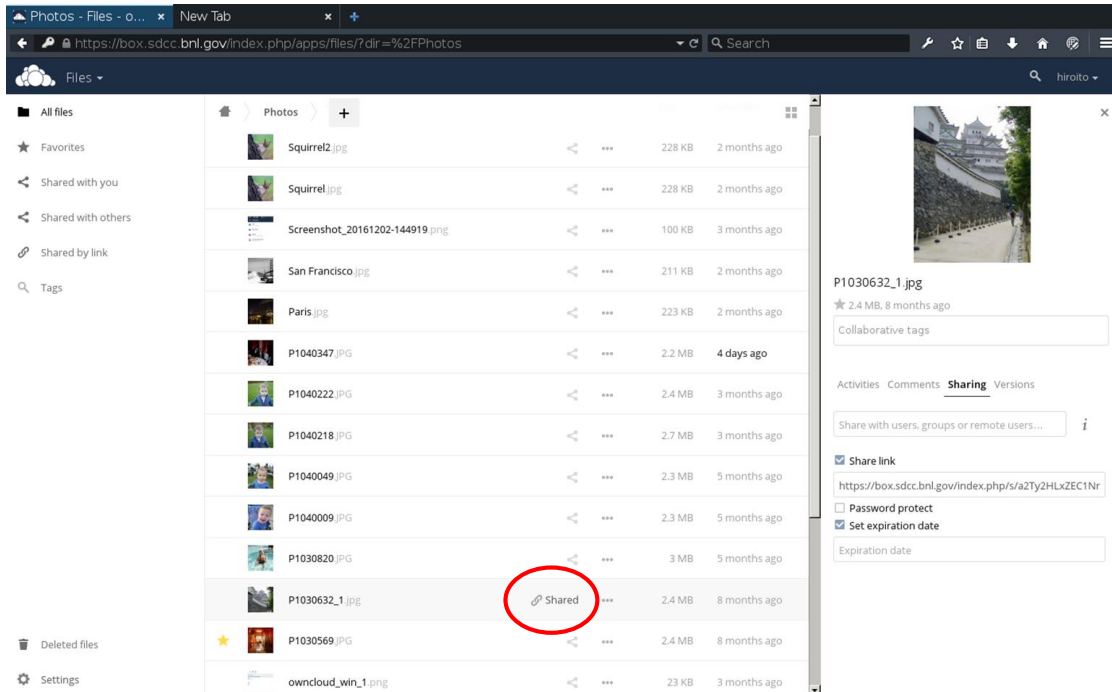 Photos - Files - o... × New Tab × +
https://box.sdcc.bnl.gov/index.php/apps/files/?dir=%2FPhotos Search
Files hiroito
All files
Favorites
Shared with you
Shared with others
Shared by link
Tags
Deleted files
Settings
Photos +
Squirrel2.jpg 228 KB 2 months ago
Squirrel.jpg 228 KB 2 months ago
Screenshot_20161202-144919.png 100 KB 3 months ago
San Francisco.jpg 211 KB 2 months ago
Paris.jpg 223 KB 2 months ago
P1040347.JPG 2.2 MB 4 days ago
P1040222.JPG 2.4 MB 3 months ago
P1040218.JPG 2.7 MB 3 months ago
P1040049.JPG 2.3 MB 5 months ago
P1040009.JPG 2.3 MB 5 months ago
P1030820.JPG 3 MB 5 months ago
P1030632_1.jpg Shared 2.4 MB 8 months ago
P1030569.JPG 2.4 MB 8 months ago
owncloud_win_1.png 23 KB 3 months ago
×
P1030632_1.jpg
2.4 MB, 8 months ago
Collaborative tags
Activities Comments Sharing Versions
Share with users, groups or remote users... i
Share link
https://box.sdcc.bnl.gov/index.php/s/a2Ty2HLxZEC1Nr
Password protect
Set expiration date
Expiration date